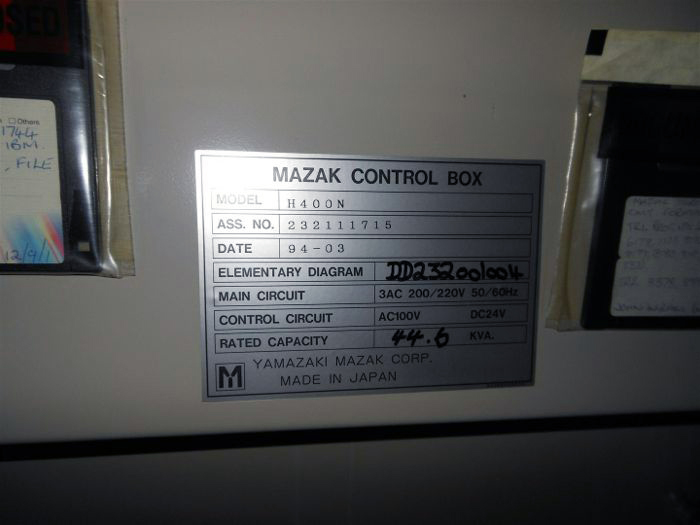 OSED
Others
1744
IBM.
, FILE
12/9/1
MAZAK CONTROL BOX
MODEL H400N
ASS. NO. 232111715
DATE 94-03
ELEMENTARY DIAGRAM DD232001004
MAIN CIRCUIT 3AC 200/220V 50/60Hz
CONTROL CIRCUIT AC100V DC24V
RATED CAPACITY 44.6 KVA.
YAMAZAKI MAZAK CORP.
MADE IN JAPAN